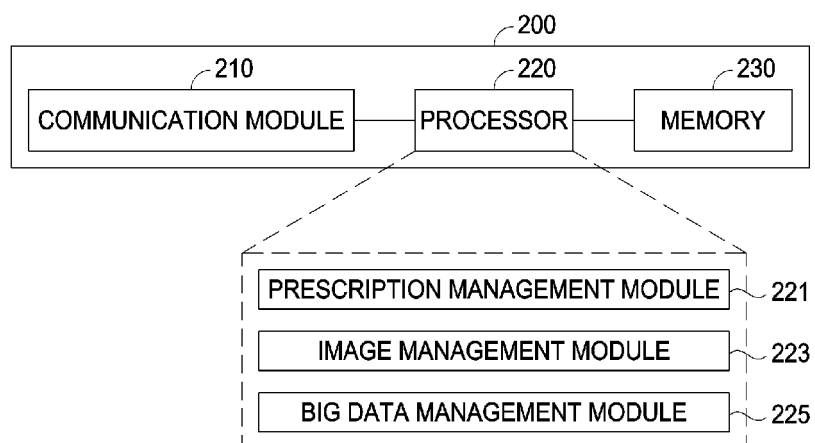 200
210
220
230
COMMUNICATION MODULE
PROCESSOR
MEMORY
PRESCRIPTION MANAGEMENT MODULE
221
IMAGE MANAGEMENT MODULE
223
BIG DATA MANAGEMENT MODULE
225